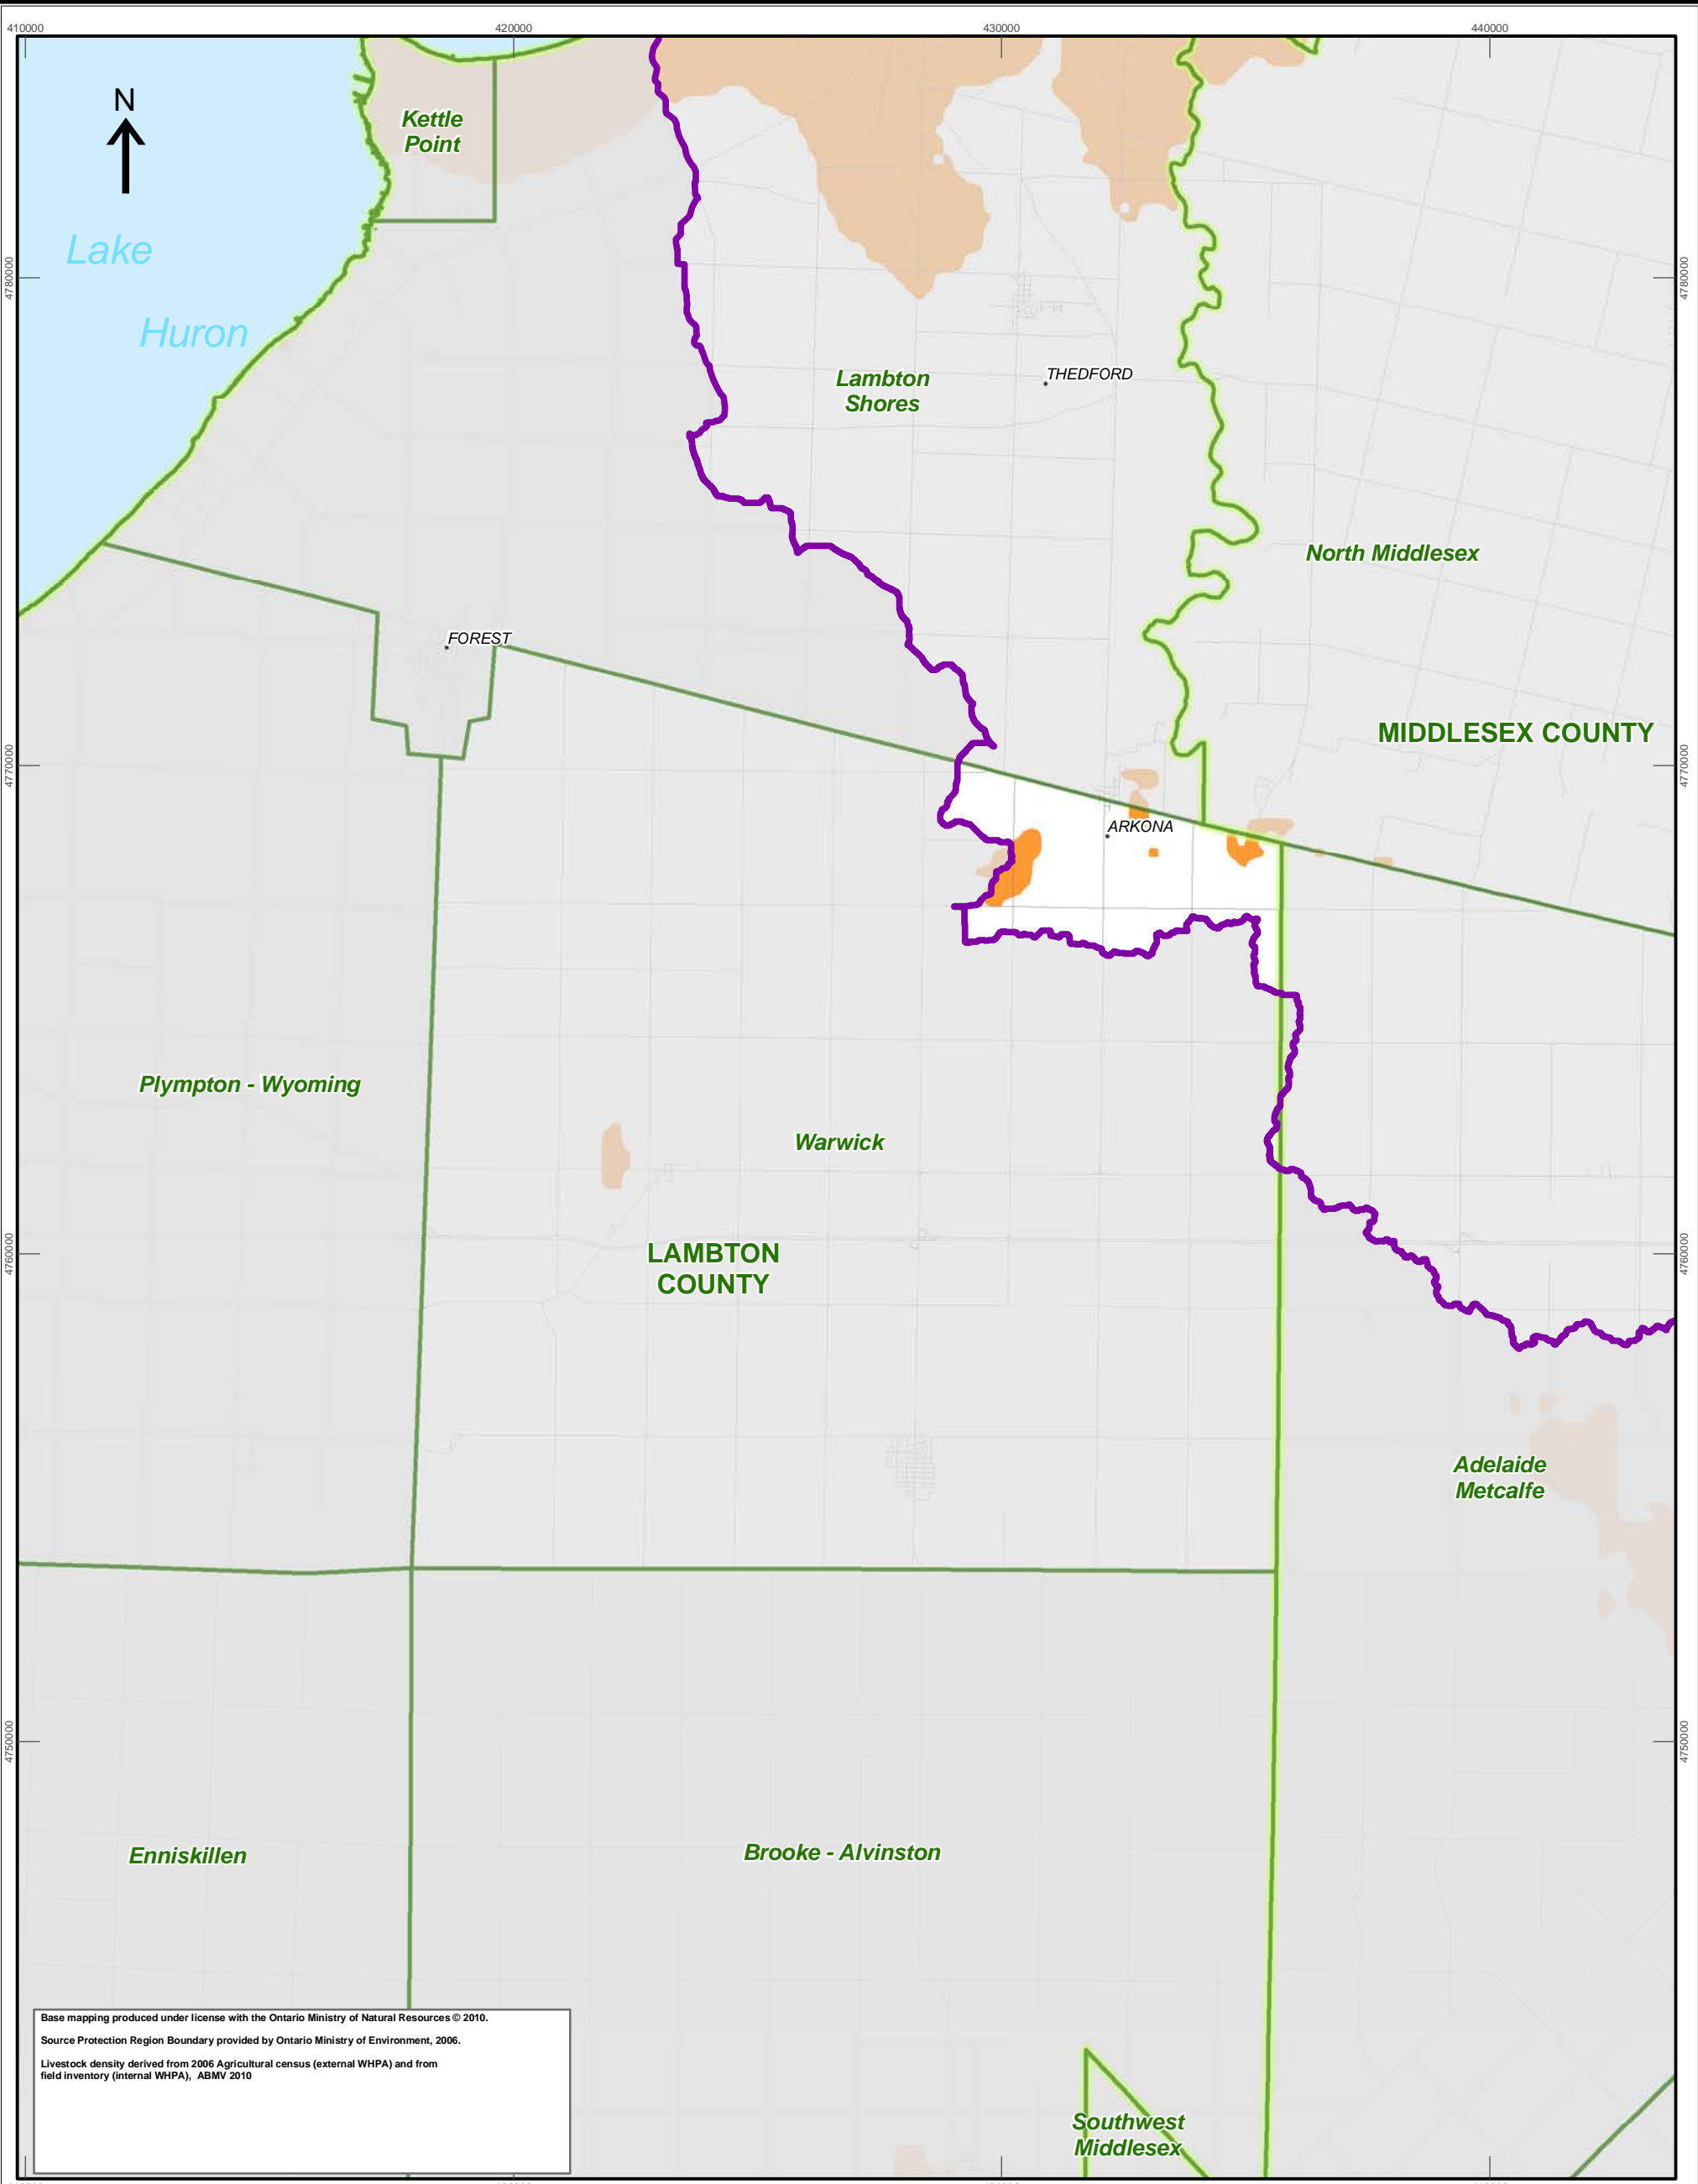 410000
420000
430000
440000
N
Kettle
Point
Lake
Huron
4780000
4780000
THEDFORD
Lambton
Shores
North Middlesex
FOREST
MIDDLESEX COUNTY
4770000
4770000
ARKONA
Plympton - Wyoming
Warwick
LAMBTON
COUNTY
4760000
4760000
Adelaide
Metcalfe
4750000
4750000
Enniskillen
Brooke - Alvinston
Base mapping produced under license with the Ontario Ministry of Natural Resources © 2010.
Source Protection Region Boundary provided by Ontario Ministry of Environment, 2006.
Livestock density derived from 2006 Agricultural census (external WHPA) and from
field inventory (internal WHPA), ABMV 2010
Southwest
Middlesex